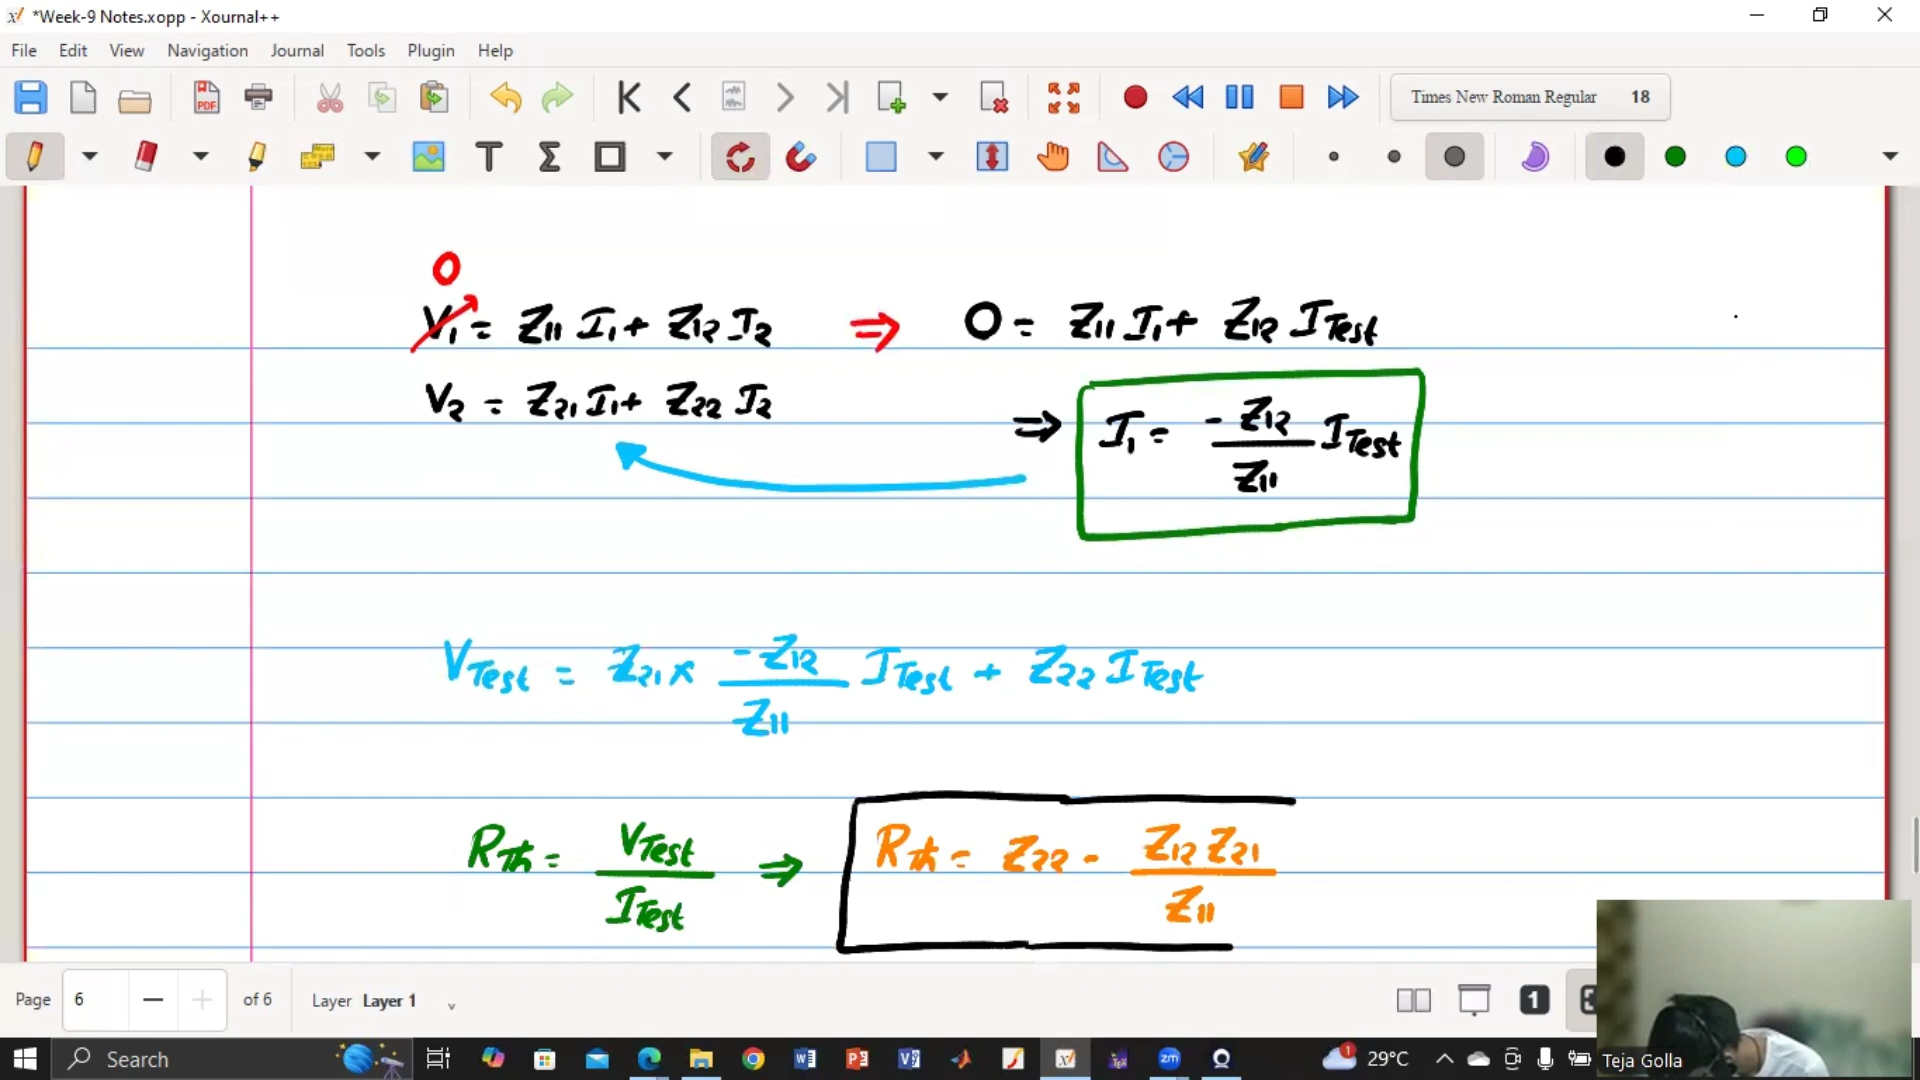 *Week-9 Notes.xopp - Xournal++
File Edit View Navigation Journal Tools Plugin Help
Times New Roman Regular 18
0
V1 = Z11 I1 + Z12 I2 ⇒ 0 = Z11 I1 + Z12 ITest
V2 = Z21 I1 + Z22 I2
⇒ I1 = -Z12/Z11 ITest
VTest = Z21 x -Z12/Z11 ITest + Z22 ITest
Rth = VTest/ITest ⇒ Rth = Z22 - Z12 Z21/Z11
Page 6 of 6 Layer Layer 1
1
Search
1 29°C
Teja Golla